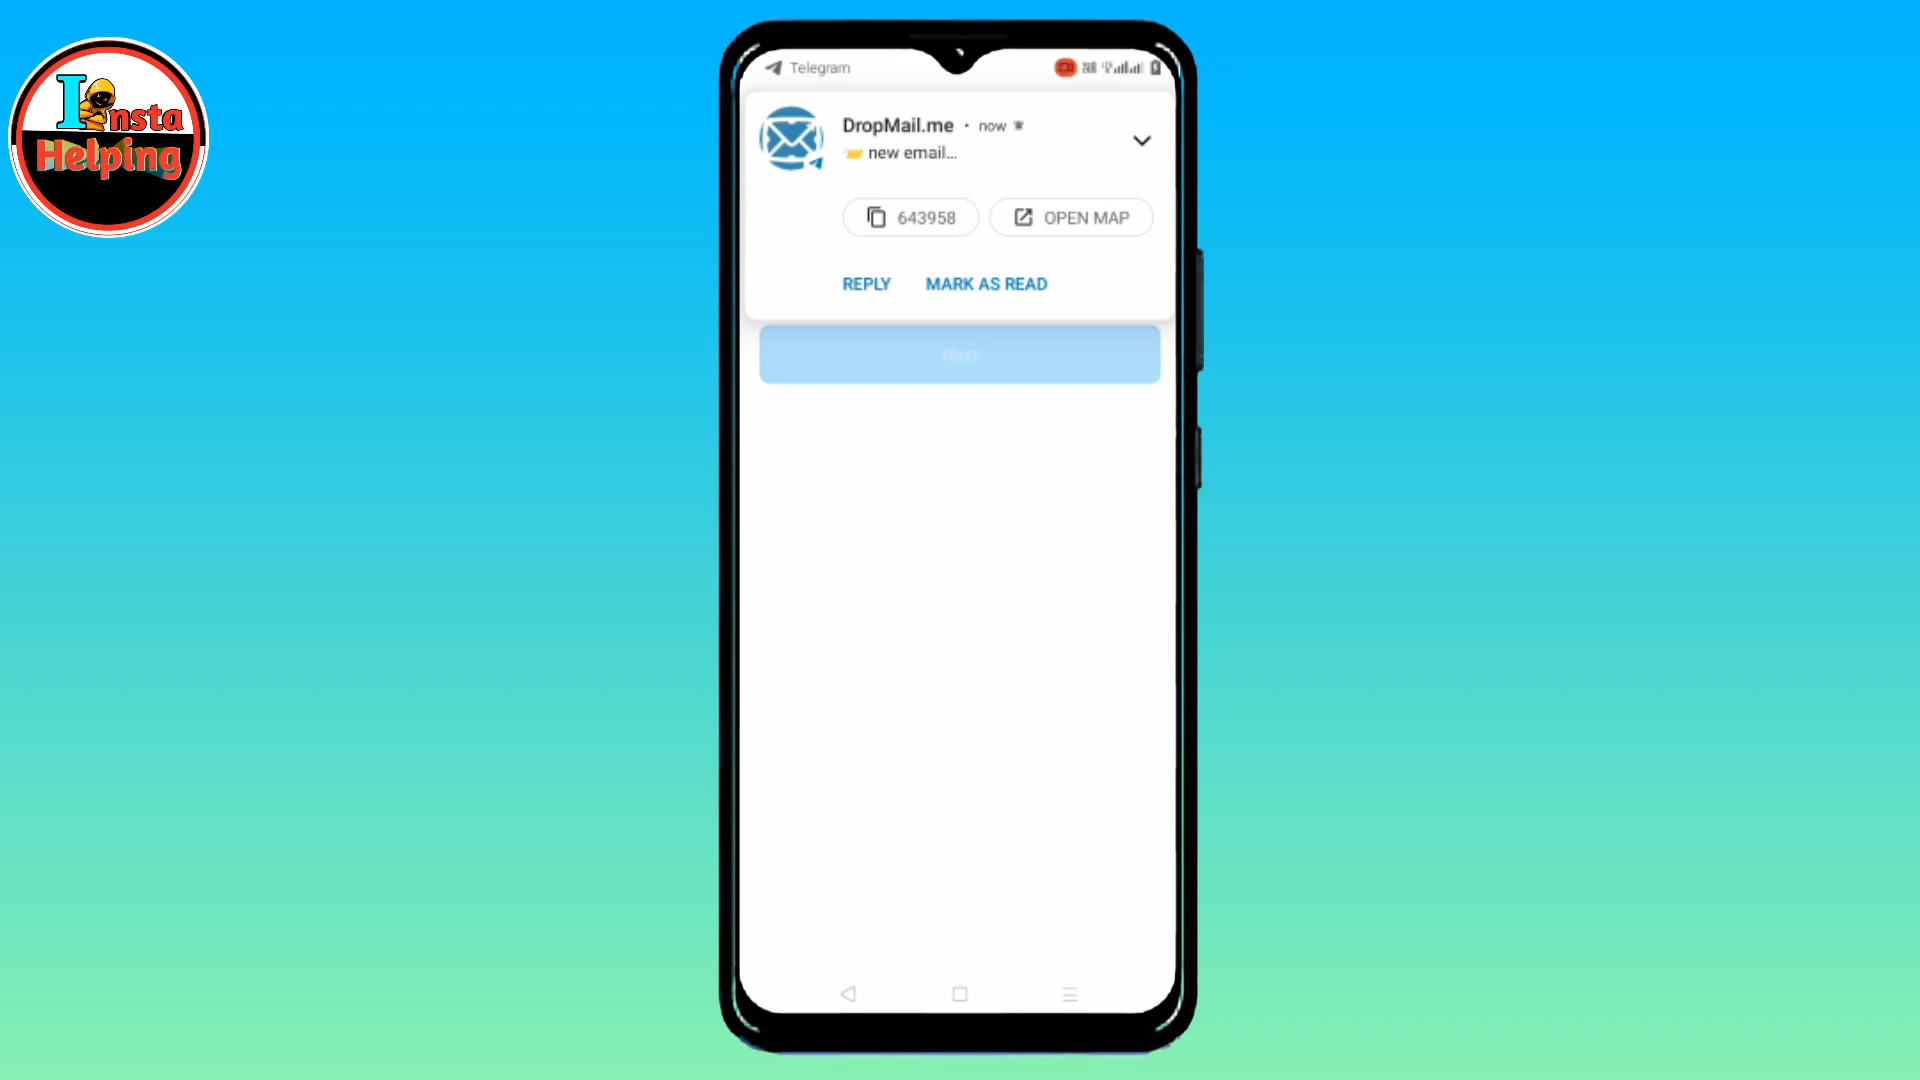 Insta
Helping
Telegram
DropMail.me • now
new email...
643958
OPEN MAP
REPLY
MARK AS READ
Next